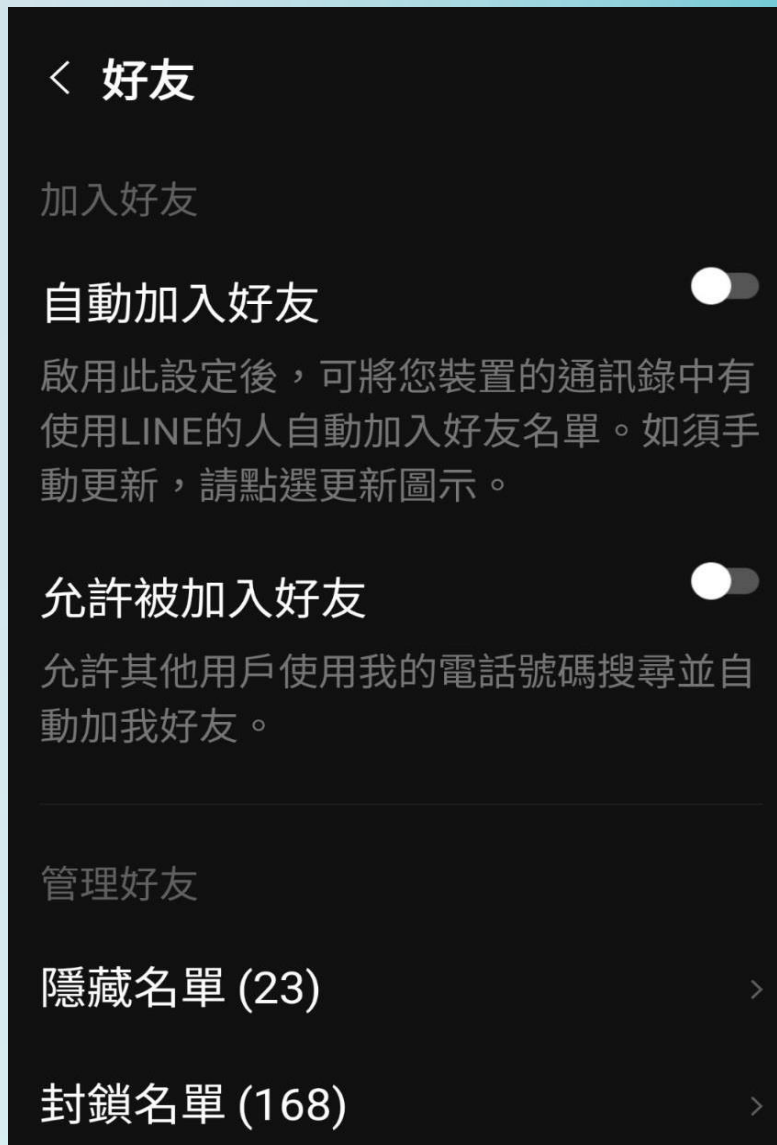 好友
加入好友
自動加入好友
啟用此設定後，可將您裝置的通訊錄中有
使用LINE的人自動加入好友名單。如須手
動更新，請點選更新圖示。
允許被加入好友
允許其他用戶使用我的電話號碼搜尋並自
動加我好友。
管理好友
隱藏名單 (23)
封鎖名單 (168)